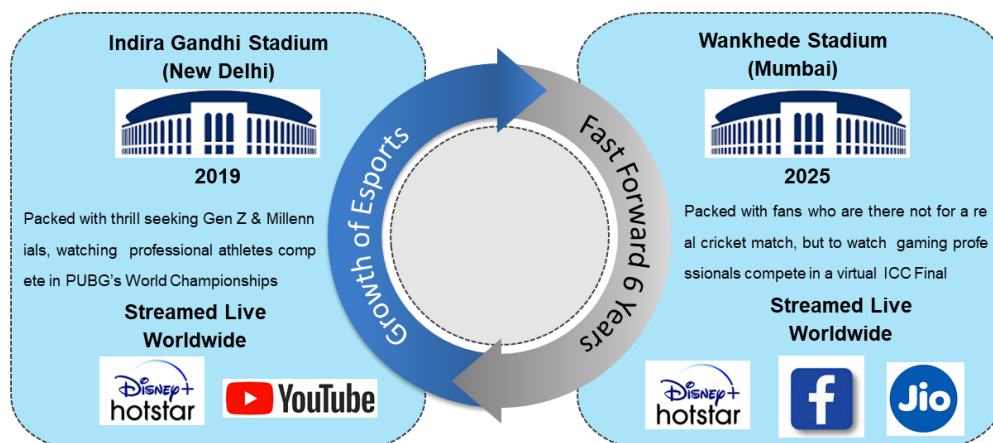 Indira Gandhi Stadium
(New Delhi)
2019
Packed with thrill seeking Gen Z & Millenn
ials, watching professional athletes comp
ete in PUBG's World Championships
Streamed Live
Worldwide
Disney+
hotstar
YouTube
Growth of Esports
Fast Forward 6 Years
Wankhede Stadium
(Mumbai)
2025
Packed with fans who are there not for a re
al cricket match, but to watch gaming profe
ssionals compete in a virtual ICC Final
Streamed Live
Worldwide
Disney+
hotstar
f
Jio